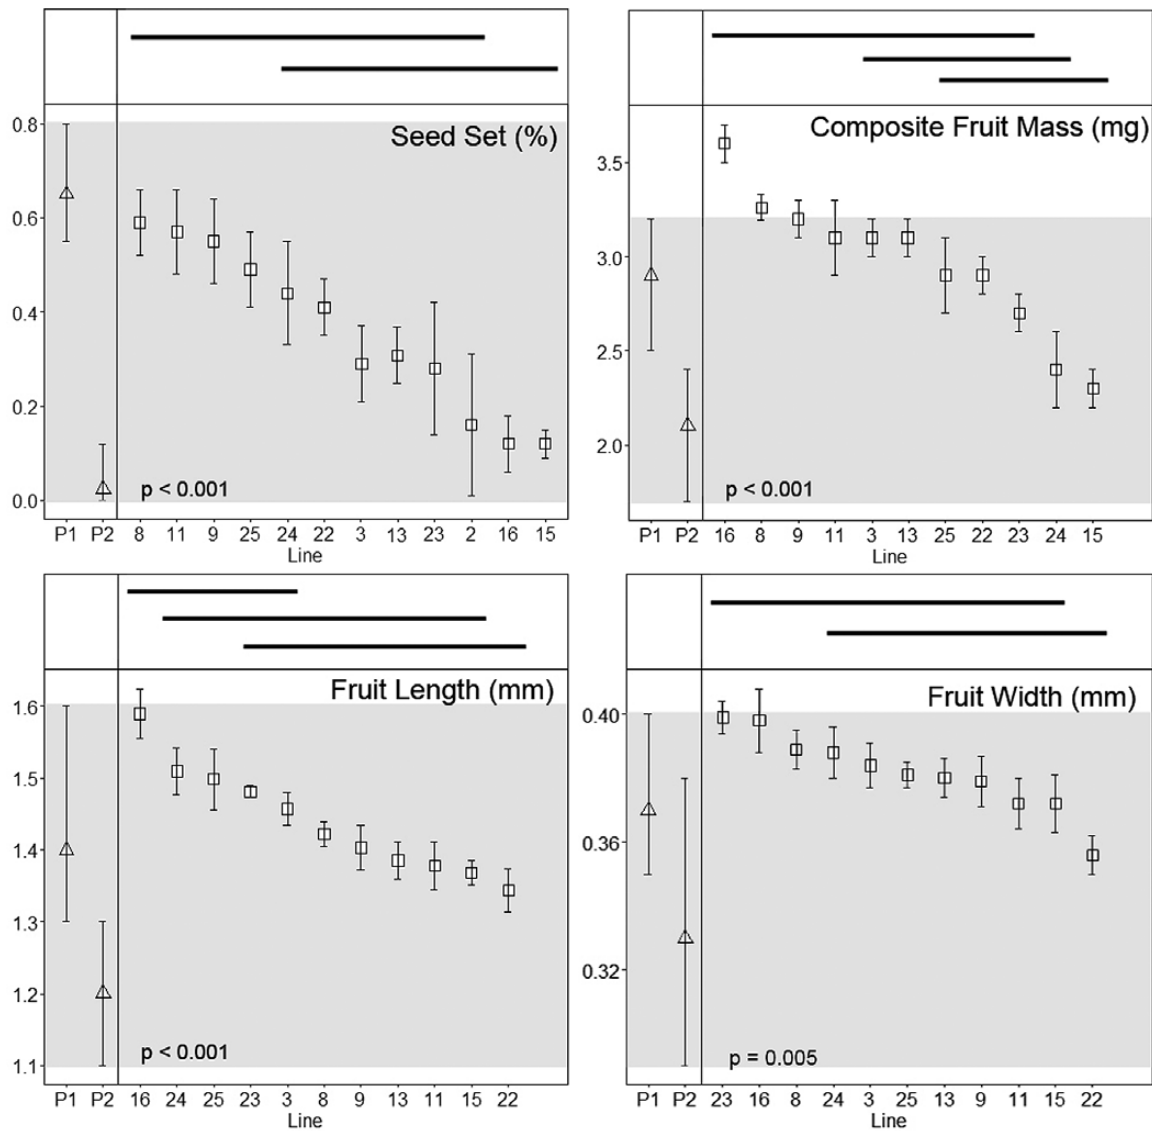 Seed Set (%)
0.8
0.6
0.4
0.2
0.0
p < 0.001
P1 P2 8 11 9 25 24 22 3 13 23 2 16 15
Line
Composite Fruit Mass (mg)
3.5
3.0
2.5
2.0
p < 0.001
P1 P2 16 8 9 11 3 13 25 22 23 24 15
Line
Fruit Length (mm)
1.6
1.5
1.4
1.3
1.2
1.1
p < 0.001
P1 P2 16 24 25 23 3 8 9 13 11 15 22
Line
Fruit Width (mm)
0.40
0.36
0.32
p = 0.005
P1 P2 23 16 8 24 3 25 13 9 11 15 22
Line